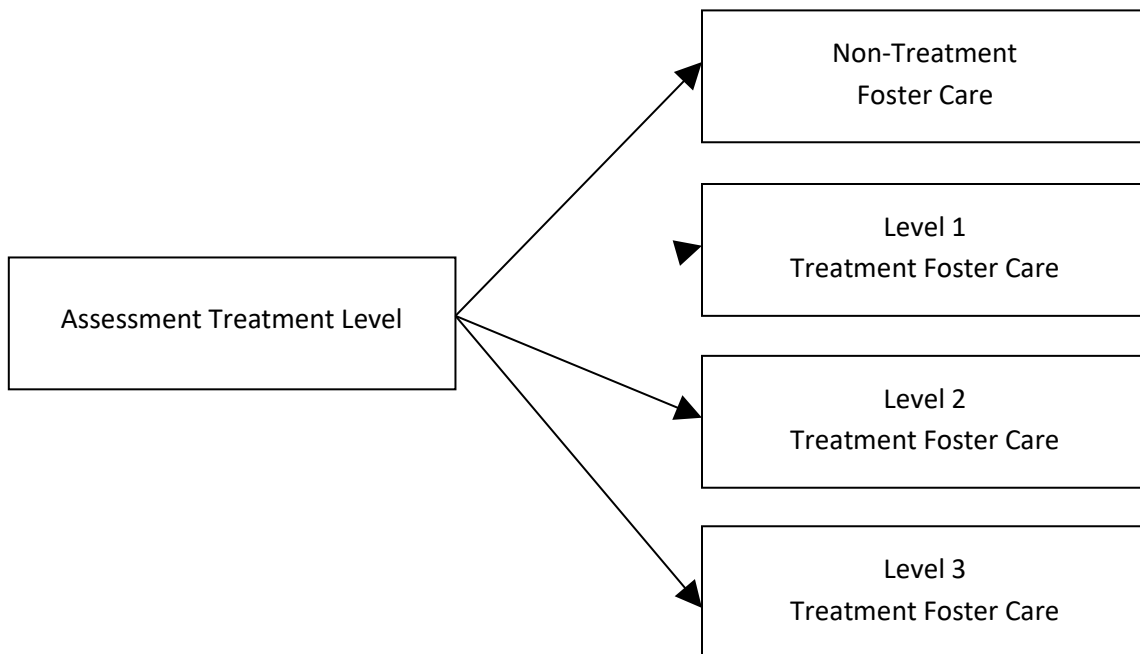 Non-Treatment
Foster Care
Level 1
Treatment Foster Care
Assessment Treatment Level
Level 2
Treatment Foster Care
Level 3
Treatment Foster Care